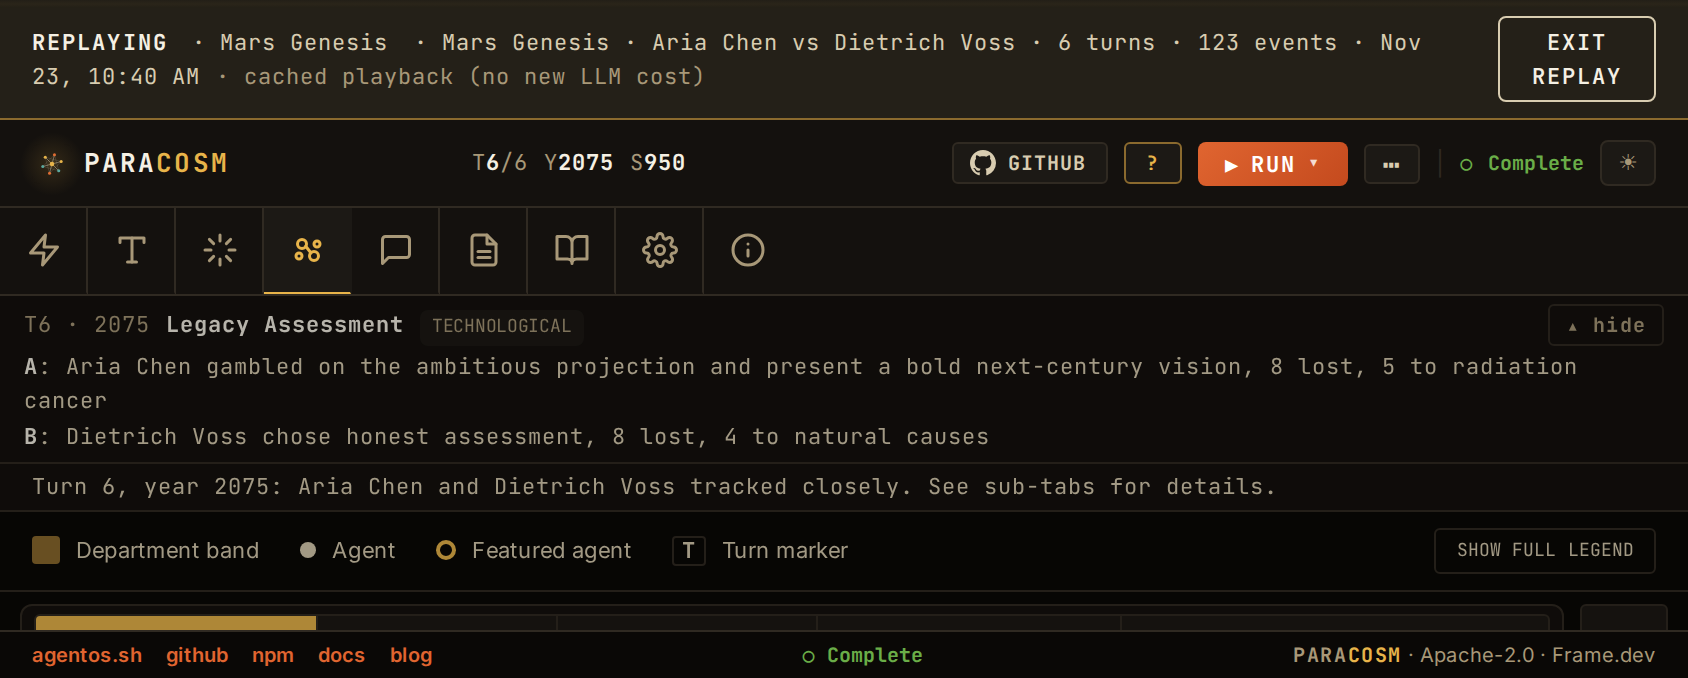 REPLAYING · Mars Genesis · Mars Genesis · Aria Chen vs Dietrich Voss · 6 turns · 123 events · Nov
23, 10:40 AM · cached playback (no new LLM cost)
EXIT
REPLAY
PARACOSM
T6/6 Y2075 S950
GITHUB
?
▶ RUN ▼
…
○ Complete
T6 · 2075 Legacy Assessment TECHNOLOGICAL
▲ hide
A: Aria Chen gambled on the ambitious projection and present a bold next-century vision, 8 lost, 5 to radiation
cancer
B: Dietrich Voss chose honest assessment, 8 lost, 4 to natural causes
Turn 6, year 2075: Aria Chen and Dietrich Voss tracked closely. See sub-tabs for details.
Department band
Agent
Featured agent
T Turn marker
SHOW FULL LEGEND
agentos.sh github npm docs blog
○ Complete
PARACOSM · Apache-2.0 · Frame.dev